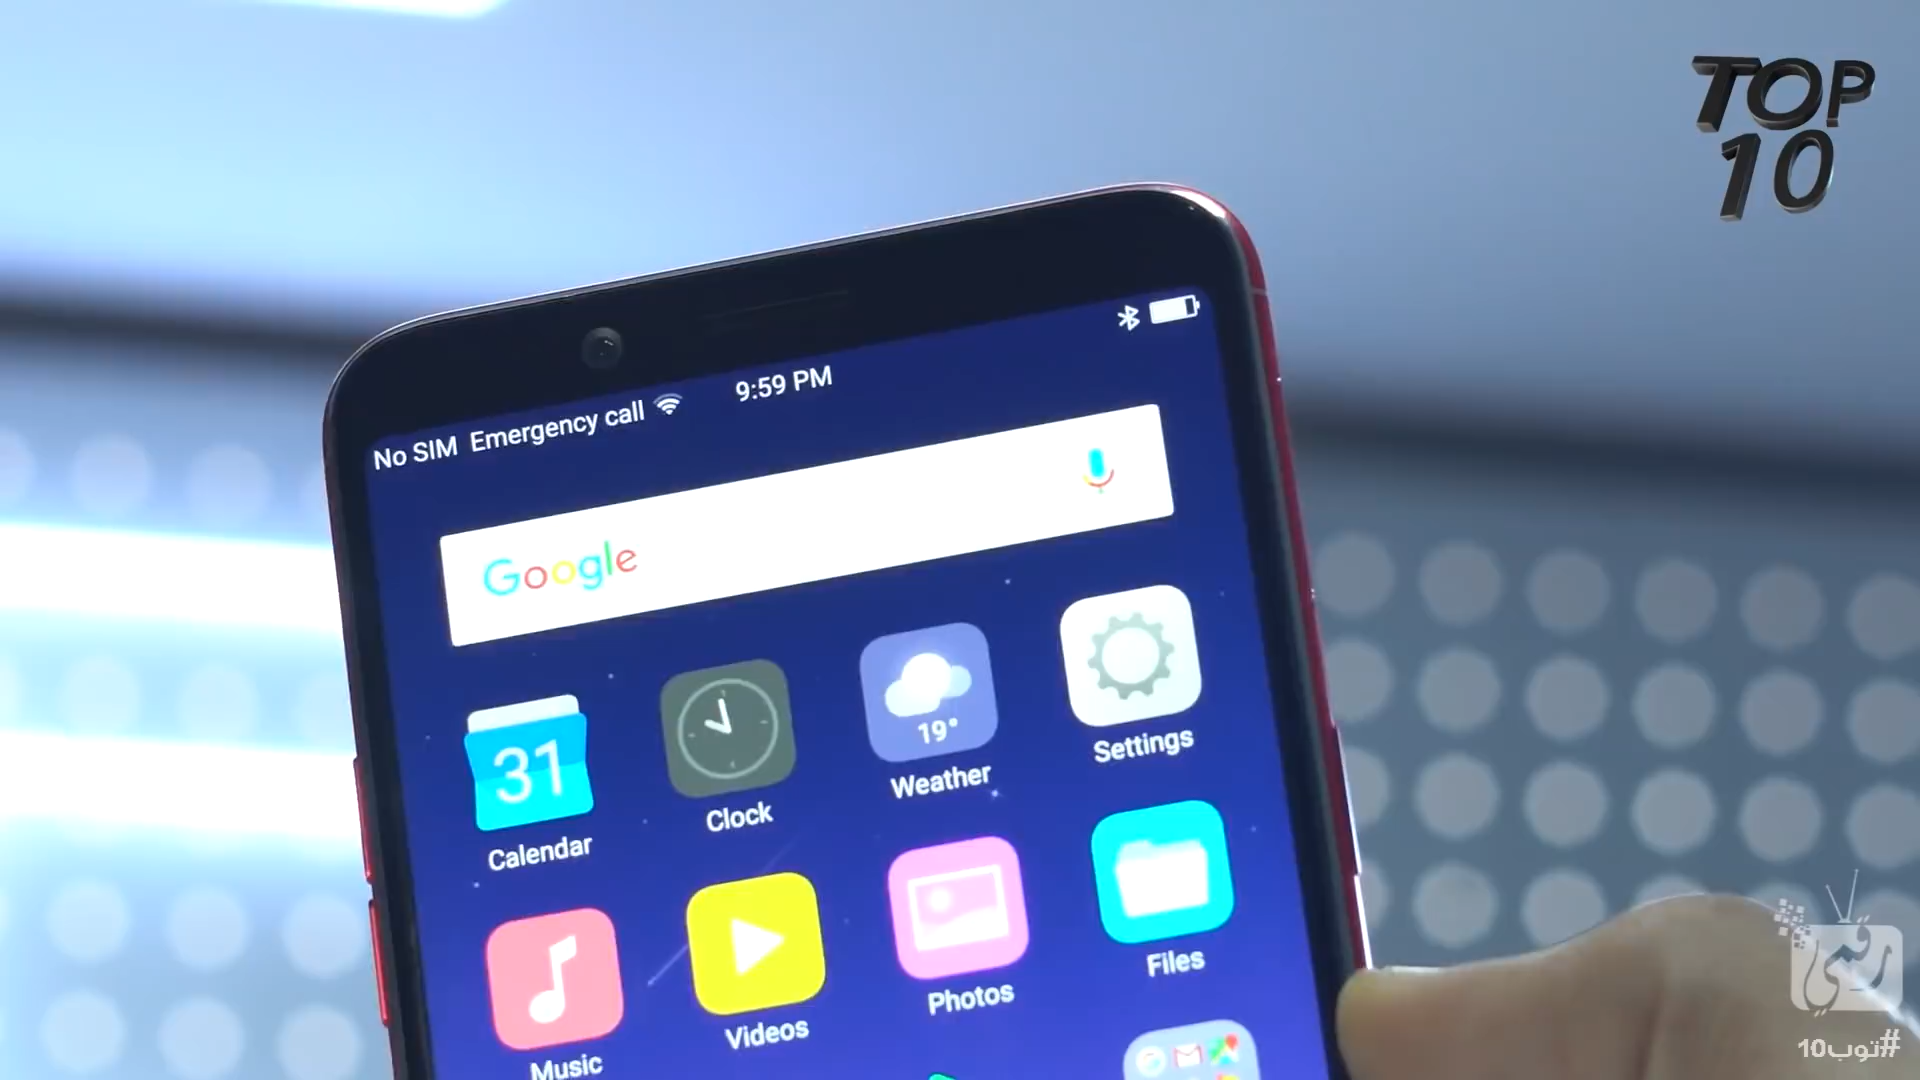 TOP
10
No SIM Emergency call 9:59 PM
Google
31
Calendar
Clock
19°
Weather
Settings
Music
Videos
Photos
Files
رقمي
#توب10